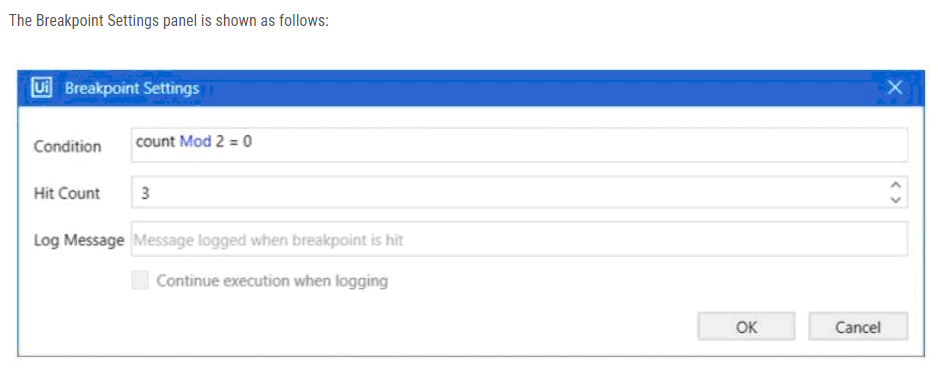 The Breakpoint Settings panel is shown as follows:
Ui Breakpoint Settings
Condition count Mod 2 = 0
Hit Count 3
Log Message Message logged when breakpoint is hit
Continue execution when logging
OK Cancel